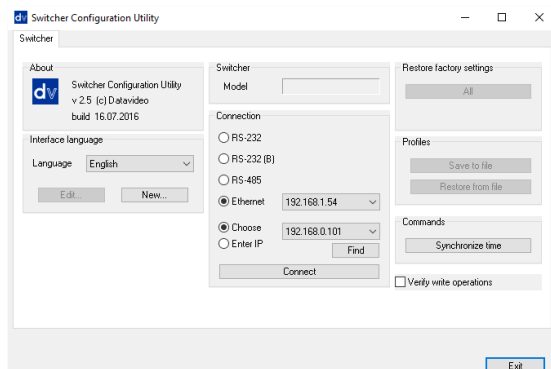 dv Switcher Configuration Utility
Switcher
About
dv
Switcher Configuration Utility
v 2.5 (c) Datavideo
build 16.07.2016
Interface language
Language English
Edit... New...
Switcher
Model
Connection
RS-232
RS-232 (B)
RS-485
Ethernet 192.168.1.54
Choose 192.168.0.101
Enter IP
Find
Connect
Restore factory settings
All
Profiles
Save to file
Restore from file
Commands
Synchronize time
Verify write operations
Exit